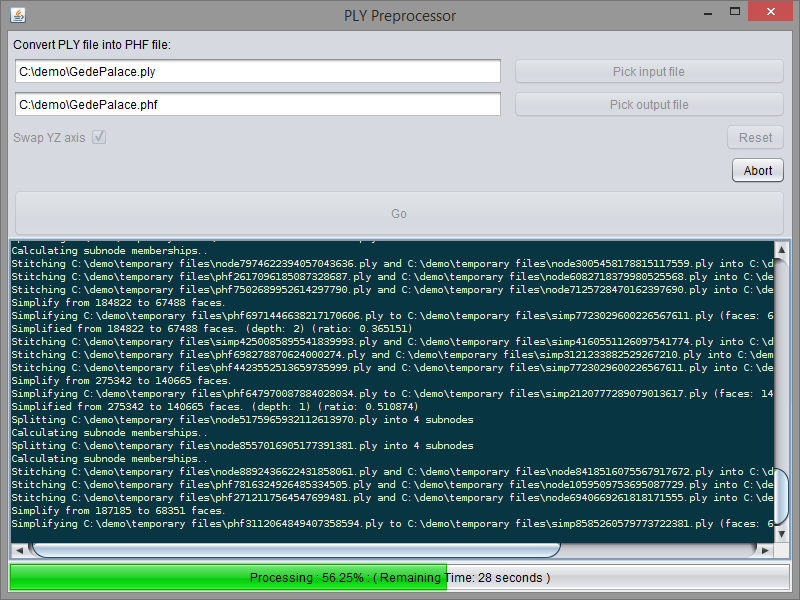 PLY Preprocessor
Convert PLY file into PHF file:
C:\demo\GedePalace.ply
Pick input file
C:\demo\GedePalace.phf
Pick output file
Swap YZ axis
Reset
Abort
Go
Calculating subnode memberships..
Stitching C:\demo\temporary files\node7974622394057043636.ply and C:\demo\temporary files\node3005458178815117559.ply into C:\d
Stitching C:\demo\temporary files\phf2617096185087328687.ply and C:\demo\temporary files\node6082718379980525568.ply into C:\de
Stitching C:\demo\temporary files\phf7502689952614297790.ply and C:\demo\temporary files\node7125728470162397690.ply into C:\de
Simplify from 184822 to 67488 faces.
Simplifying C:\demo\temporary files\phf6971446638217170606.ply to C:\demo\temporary files\simp7723029600226567611.ply (faces: 6
Simplified from 184822 to 67488 faces. (depth: 2) (ratio: 0.365151)
Stitching C:\demo\temporary files\simp4250085895541839993.ply and C:\demo\temporary files\simp4160551126097541774.ply into C:\d
Stitching C:\demo\temporary files\phf698278870624000274.ply and C:\demo\temporary files\simp3121233882529267210.ply into C:\dem
Stitching C:\demo\temporary files\phf4423552513659735999.ply and C:\demo\temporary files\simp7723029600226567611.ply into C:\de
Simplify from 275342 to 140665 faces.
Simplifying C:\demo\temporary files\phf647970087884028034.ply to C:\demo\temporary files\simp2120777289079013617.ply (faces: 14
Simplified from 275342 to 140665 faces. (depth: 1) (ratio: 0.510874)
Splitting C:\demo\temporary files\node5175965932112613970.ply into 4 subnodes
Calculating subnode memberships..
Splitting C:\demo\temporary files\node8557016905177391381.ply into 4 subnodes
Calculating subnode memberships..
Stitching C:\demo\temporary files\node8892436622431858061.ply and C:\demo\temporary files\node8418516075567917672.ply into C:\d
Stitching C:\demo\temporary files\phf7816324926485334505.ply and C:\demo\temporary files\node1059509753695087729.ply into C:\de
Stitching C:\demo\temporary files\phf2712117564547699481.ply and C:\demo\temporary files\node6940669261818171555.ply into C:\de
Simplify from 187185 to 68351 faces.
Simplifying C:\demo\temporary files\phf3112064849407358594.ply to C:\demo\temporary files\simp8585260579773722381.ply (faces: 6
Processing : 56.25% : ( Remaining Time: 28 seconds )